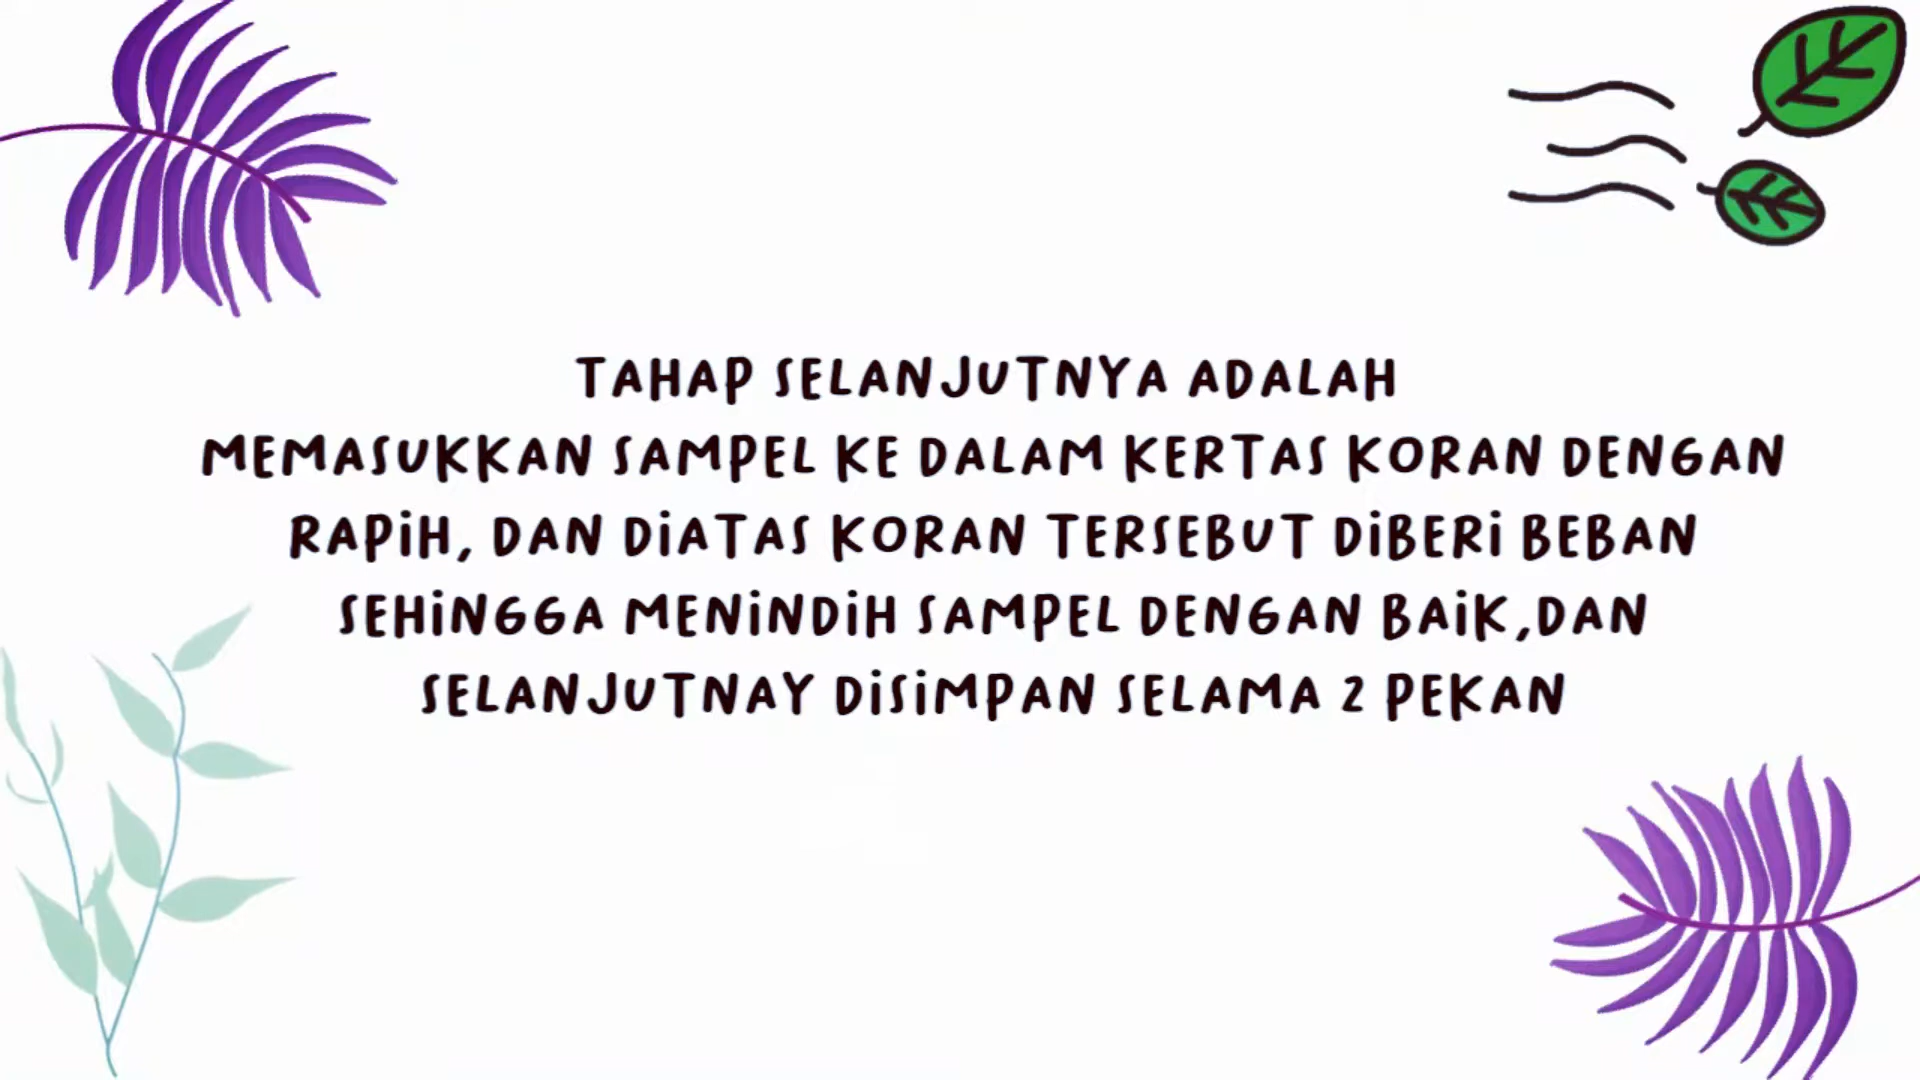 TAHAP SELANJUTNYA ADALAH
MEMASUKKAN SAMPEL KE DALAM KERTAS KORAN DENGAN
RAPiH, DAN DiATAS KORAN TERSEBUT DiBERi BEBAN
SEHiNGGA MENiNDiH SAMPEL DENGAN BAiK,DAN
SELANJUTNAY DiSiMPAN SELAMA 2 PEKAN